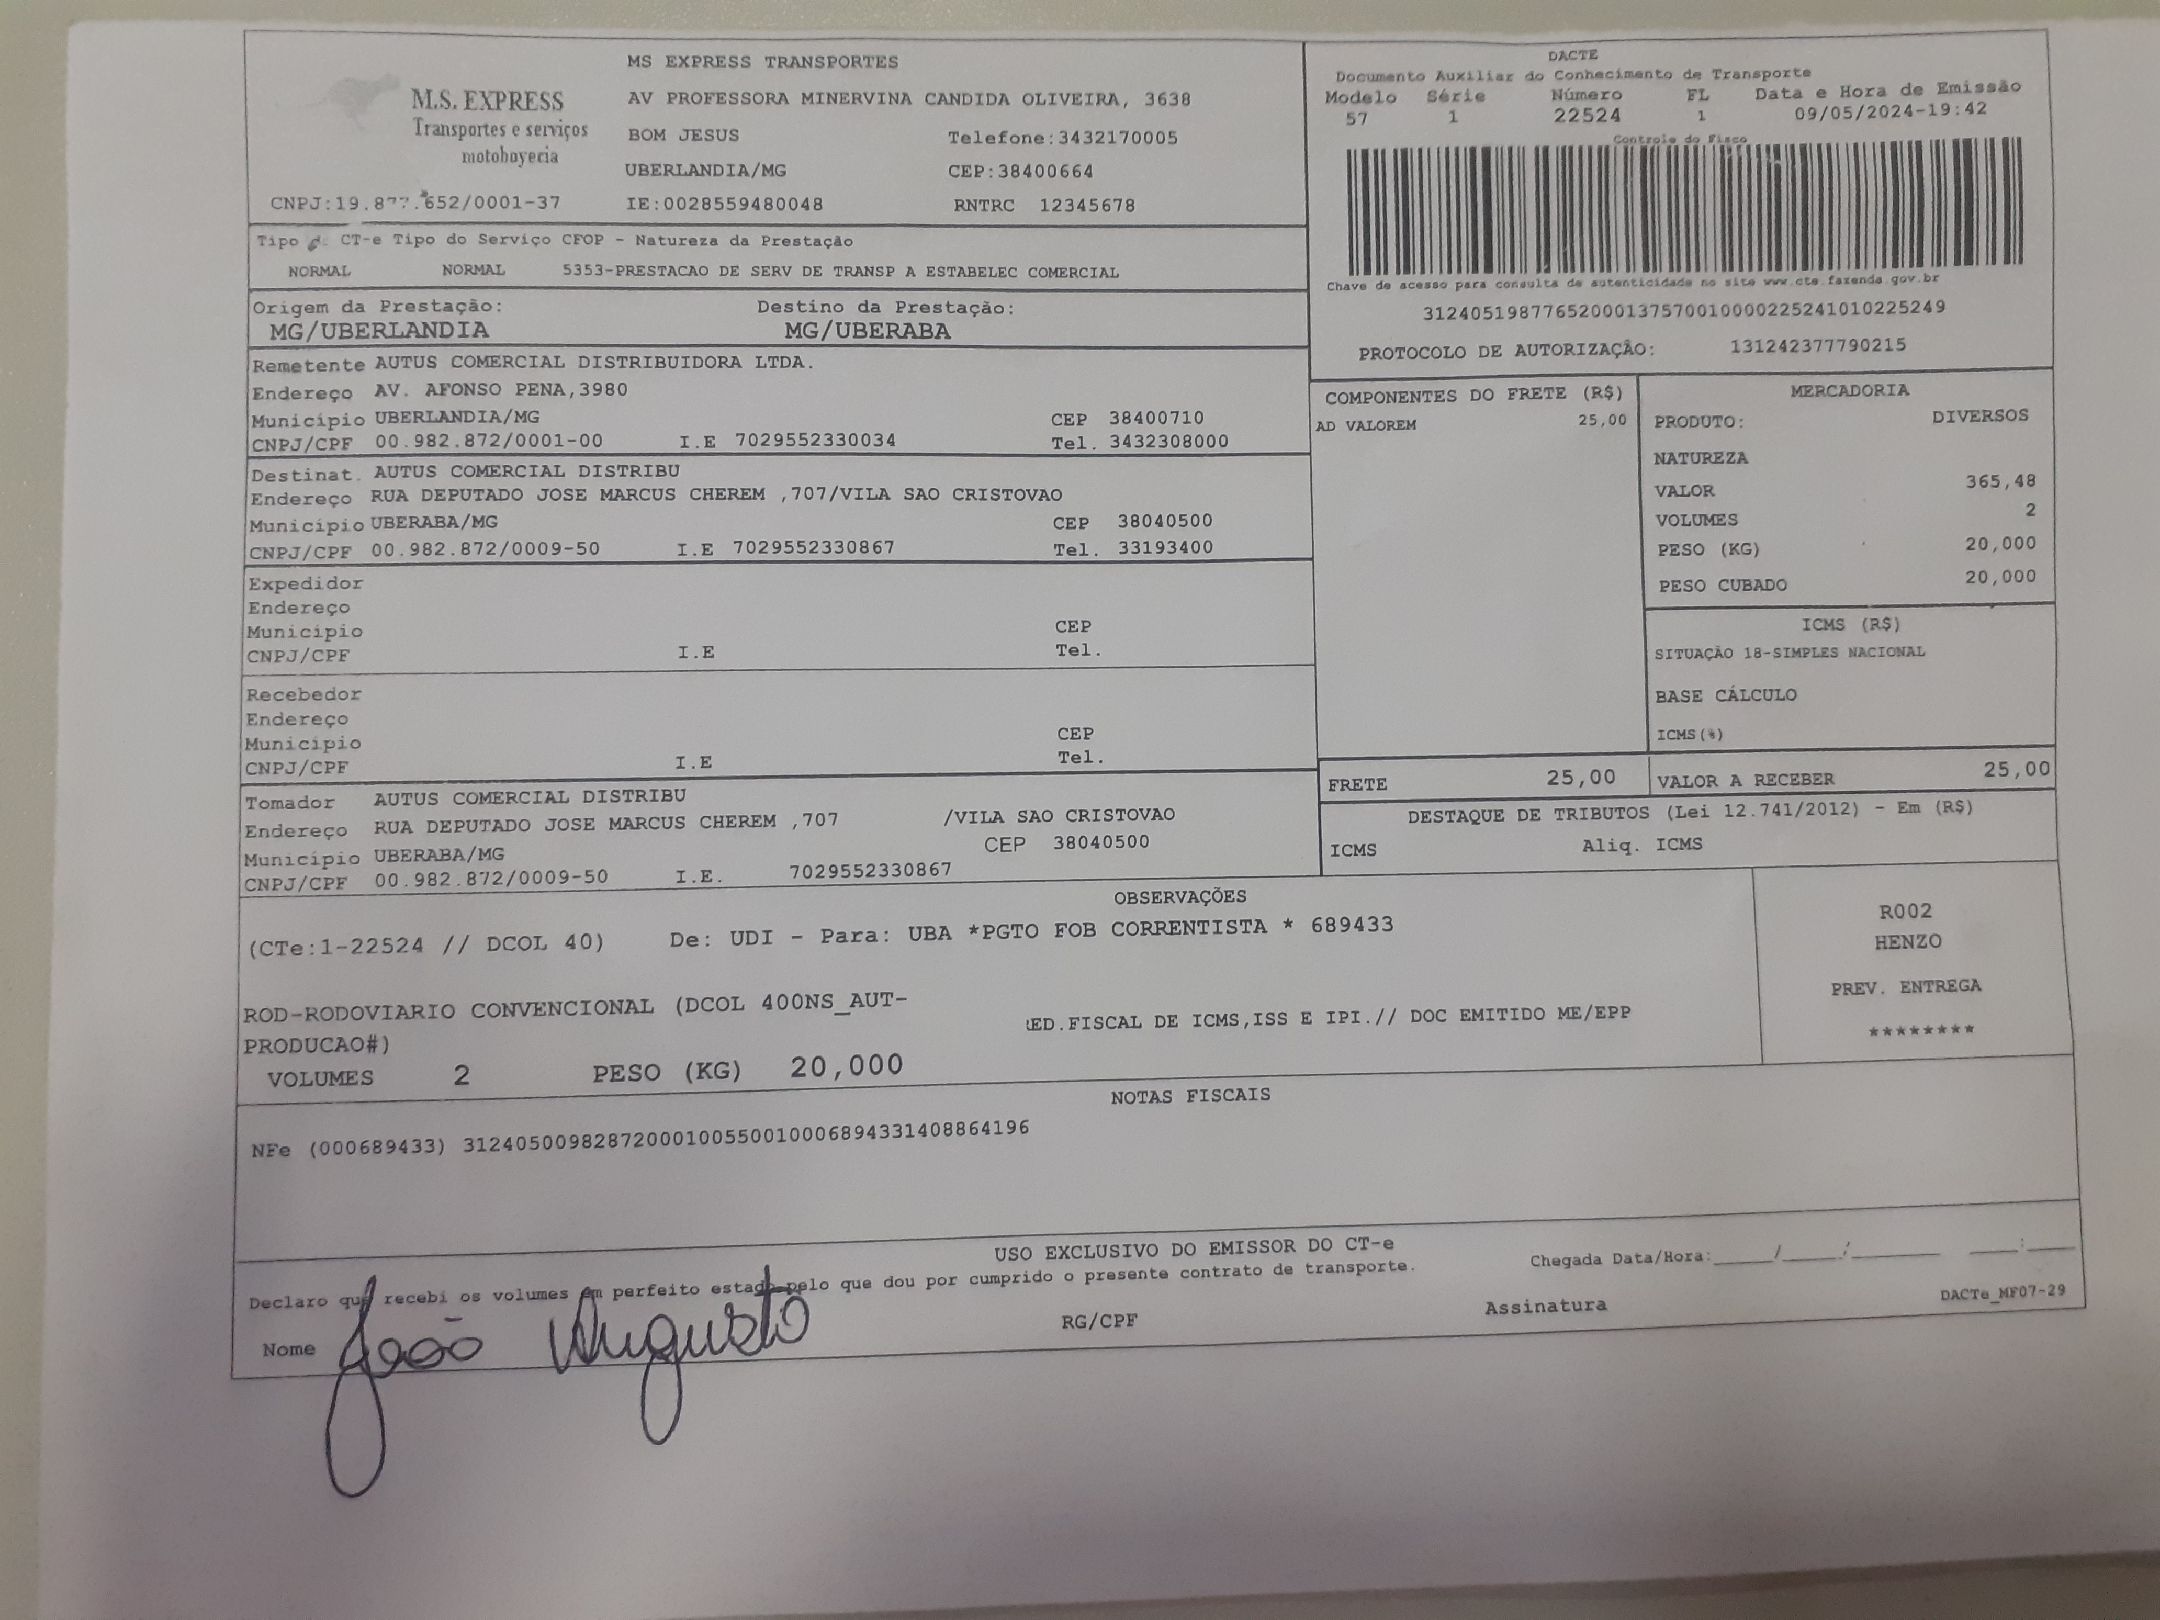 M.S. EXPRESS
Transportes e serviços
motoboyecia
CNPJ:19.877.652/0001-37
MS EXPRESS TRANSPORTES
AV PROFESSORA MINERVINA CANDIDA OLIVEIRA, 3638
BOM JESUS Telefone:3432170005
UBERLANDIA/MG CEP:38400664
IE:0028559480048 RNTRC 12345678
DACTE
Documento Auxiliar do Conhecimento de Transporte
Modelo Série Número FL Data e Hora de Emissão
57 1 22524 1 09/05/2024-19:42
Controle do Fisco
Chave de acesso para consulta de autenticidade no site www.cte.fazenda.gov.br
31240519877652000137570010000225241010225249
PROTOCOLO DE AUTORIZAÇÃO: 131242377790215
Tipo d CT-e Tipo do Serviço CFOP - Natureza da Prestação
NORMAL NORMAL 5353-PRESTACAO DE SERV DE TRANSP A ESTABELEC COMERCIAL
Origem da Prestação: Destino da Prestação:
MG/UBERLANDIA MG/UBERABA
Remetente AUTUS COMERCIAL DISTRIBUIDORA LTDA.
Endereço AV. AFONSO PENA,3980
Município UBERLANDIA/MG CEP 38400710
CNPJ/CPF 00.982.872/0001-00 I.E 7029552330034 Tel. 3432308000
Destinat. AUTUS COMERCIAL DISTRIBU
Endereço RUA DEPUTADO JOSE MARCUS CHEREM ,707/VILA SAO CRISTOVAO
Município UBERABA/MG CEP 38040500
CNPJ/CPF 00.982.872/0009-50 I.E 7029552330867 Tel. 33193400
Expedidor
Endereço
Município CEP
CNPJ/CPF I.E Tel.
Recebedor
Endereço
Município CEP
CNPJ/CPF I.E Tel.
Tomador AUTUS COMERCIAL DISTRIBU
Endereço RUA DEPUTADO JOSE MARCUS CHEREM ,707 /VILA SAO CRISTOVAO
Município UBERABA/MG CEP 38040500
CNPJ/CPF 00.982.872/0009-50 I.E. 7029552330867
COMPONENTES DO FRETE (R$)
AD VALOREM 25,00
MERCADORIA
PRODUTO: DIVERSOS
NATUREZA
VALOR 365,48
VOLUMES 2
PESO (KG) 20,000
PESO CUBADO 20,000
ICMS (R$)
SITUAÇÃO 18-SIMPLES NACIONAL
BASE CÁLCULO
ICMS(%)
FRETE 25,00 VALOR A RECEBER 25,00
DESTAQUE DE TRIBUTOS (Lei 12.741/2012) - Em (R$)
ICMS Aliq. ICMS
OBSERVAÇÕES
(CTe:1-22524 // DCOL 40) De: UDI - Para: UBA *PGTO FOB CORRENTISTA * 689433
ROD-RODOVIARIO CONVENCIONAL (DCOL 400NS_AUT-
PRODUCAO#)
ED.FISCAL DE ICMS,ISS E IPI.// DOC EMITIDO ME/EPP
VOLUMES 2 PESO (KG) 20,000
R002
HENZO
PREV. ENTREGA
********
NOTAS FISCAIS
NFe (000689433) 31240500982872000100550010006894331408864196
USO EXCLUSIVO DO EMISSOR DO CT-e
Chegada Data/Hora:_____/_____/________ ____:____
Declaro que recebi os volumes em perfeito estado pelo que dou por cumprido o presente contrato de transporte.
Nome João Augusto RG/CPF Assinatura
DACTe_MF07-29